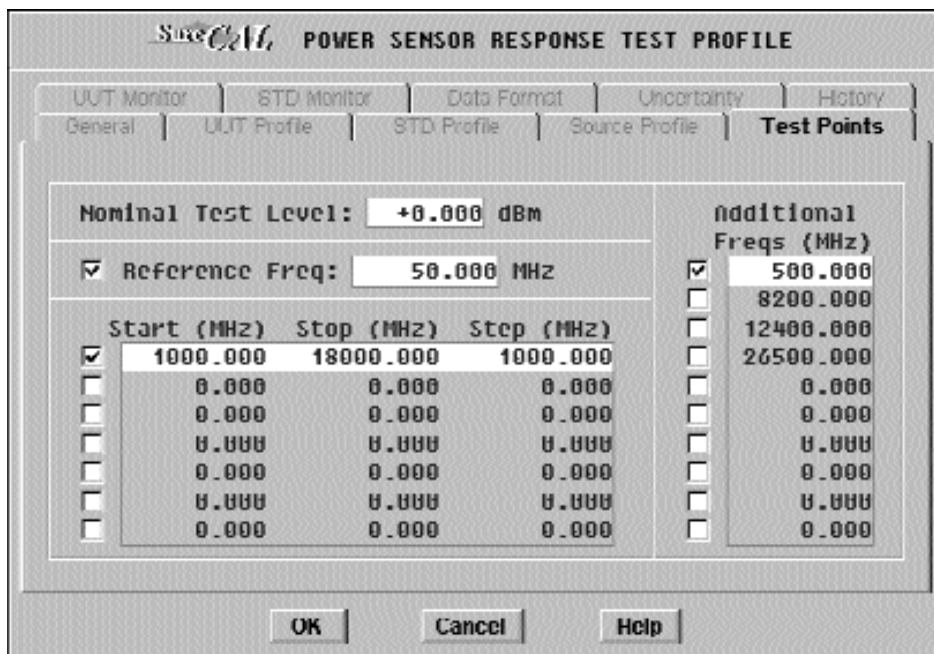 SureCAL POWER SENSOR RESPONSE TEST PROFILE
UUT Monitor STD Monitor Data Format Uncertainty History
General UUT Profile STD Profile Source Profile Test Points
Nominal Test Level: +0.000 dBm
Reference Freq: 50.000 MHz
Start (MHz) Stop (MHz) Step (MHz)
1000.000 18000.000 1000.000
0.000 0.000 0.000
0.000 0.000 0.000
0.000 0.000 0.000
0.000 0.000 0.000
0.000 0.000 0.000
0.000 0.000 0.000
Additional
Freqs (MHz)
500.000
8200.000
12400.000
26500.000
0.000
0.000
0.000
0.000
0.000
0.000
OK Cancel Help